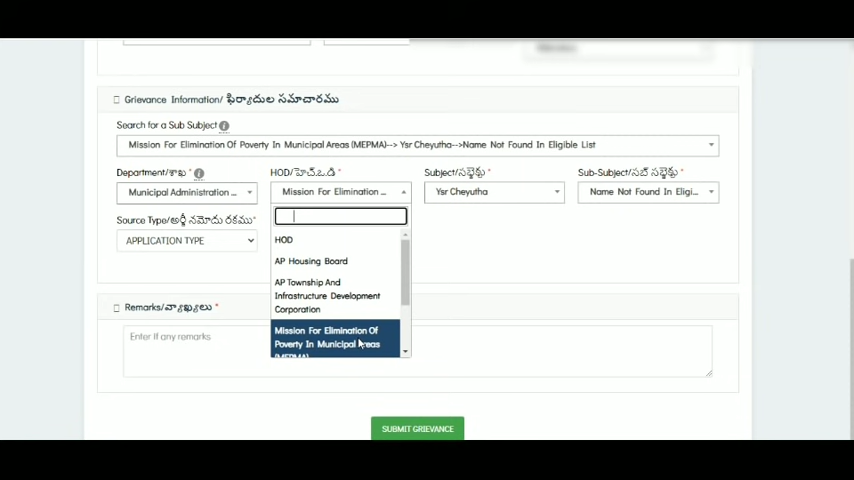 Grievance Information/ ఫిర్యాదుల సమాచారము
Search for a Sub Subject
Mission For Elimination Of Poverty In Municipal Areas (MEPMA)--> Ysr Cheyutha-->Name Not Found In Eligible List
Department/శాఖ * HOD/హెచ్.ఒ.డి * Subject/సబ్జెక్టు * Sub-Subject/సబ్ సబ్జెక్టు *
Municipal Administration ... Mission For Elimination ... Ysr Cheyutha Name Not Found In Eligi...
Source Type/అర్జీ నమోదు రకము*
APPLICATION TYPE
HOD
AP Housing Board
AP Township And
Infrastructure Development
Corporation
Mission For Elimination Of
Poverty In Municipal Areas
(MEPMA)
Remarks/వ్యాఖ్యలు *
Enter If any remarks
SUBMIT GRIEVANCE